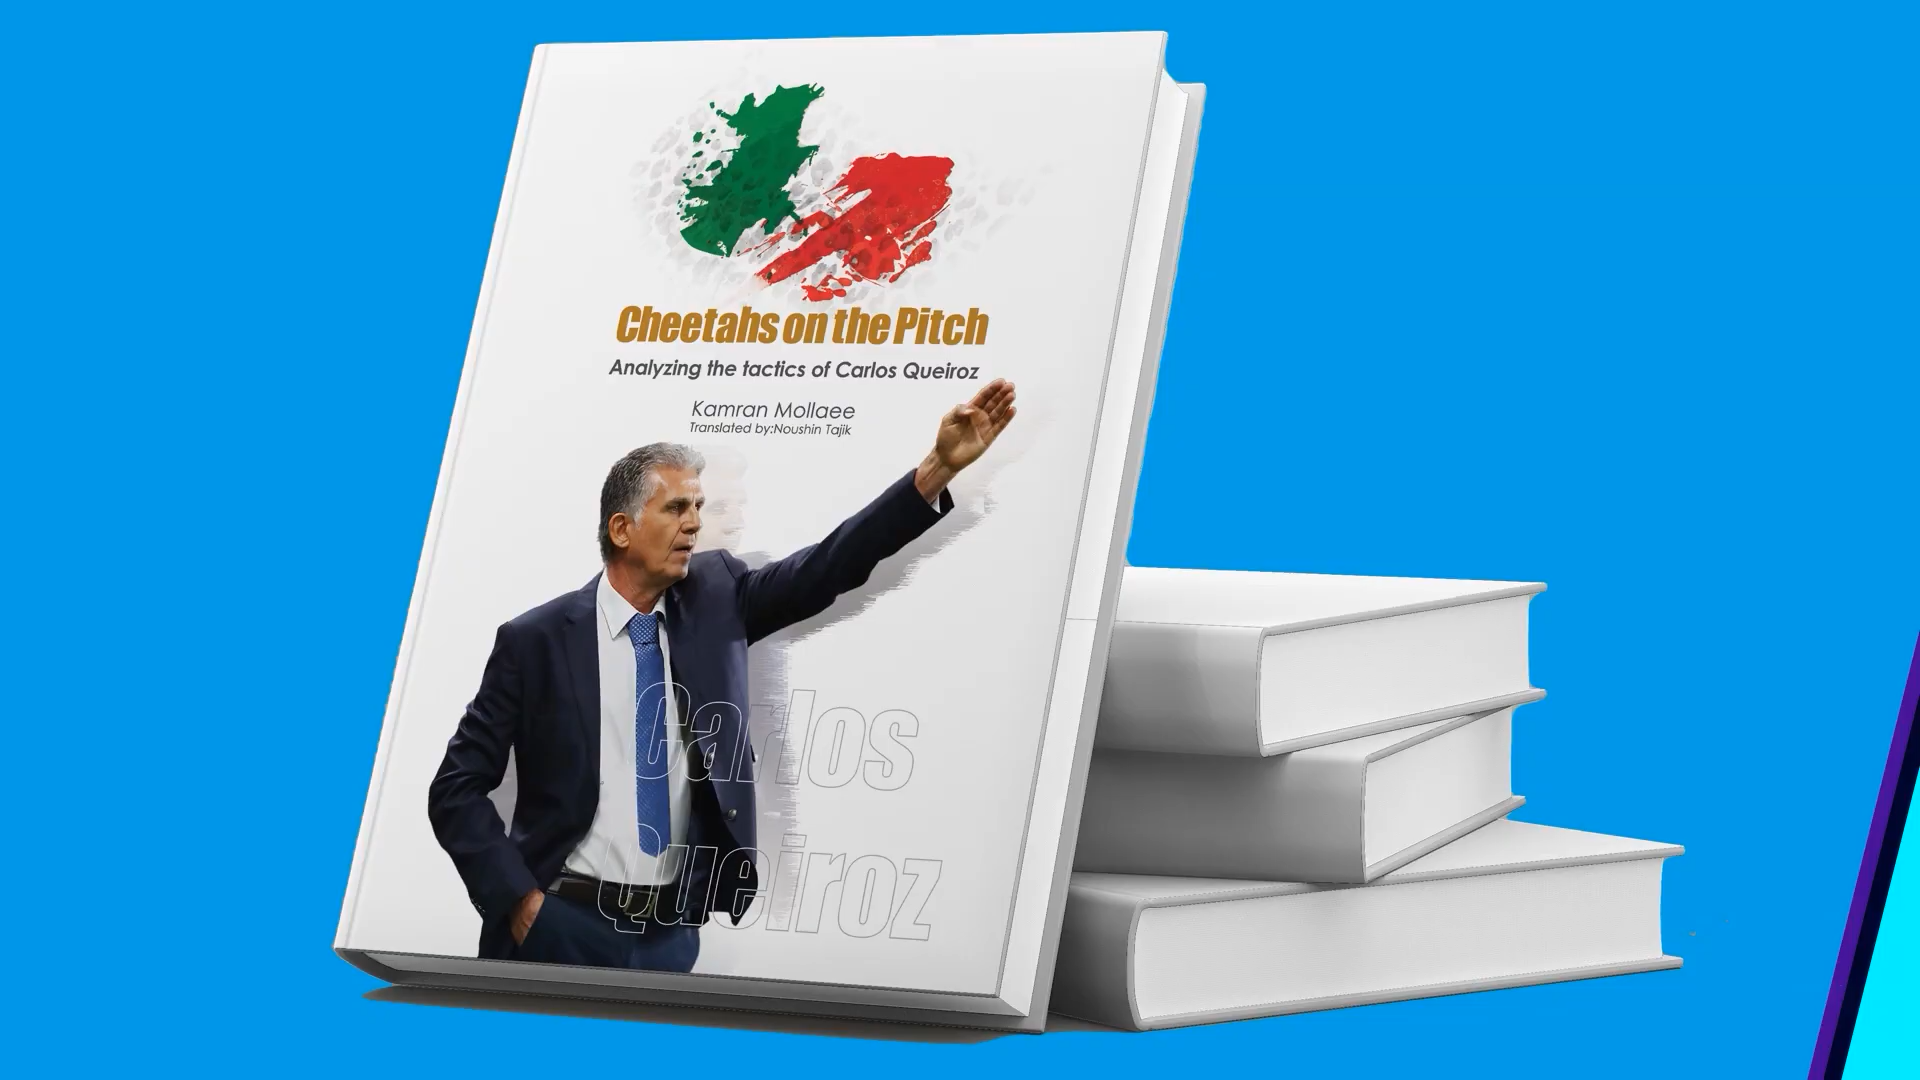 Cheetahs on the Pitch
Analyzing the tactics of Carlos Queiroz
Kamran Mollaee
Translated by:Noushin Tajik
Carlos
Queiroz